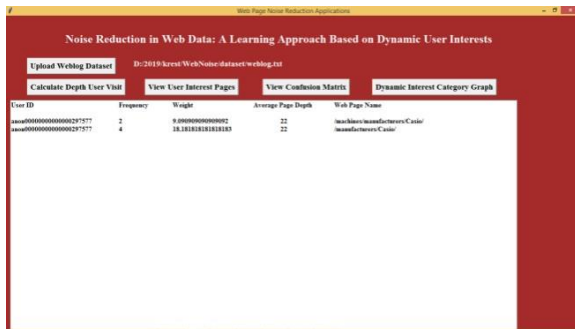 Web Page Noise Reduction Applications
Noise Reduction in Web Data: A Learning Approach Based on Dynamic User Interests
Upload Weblog Dataset D:/2019/krest/WebNoise/dataset/weblog.txt
Calculate Depth User Visit View User Interest Pages View Confusion Matrix Dynamic Interest Category Graph
User ID Frequency Weight Average Page Depth Web Page Name
anon0000000000000297577 2 9.090909090909092 22 /machines/manufacturers/Casio/
anon0000000000000297577 4 18.181818181818183 22 /manufacturers/Casio/